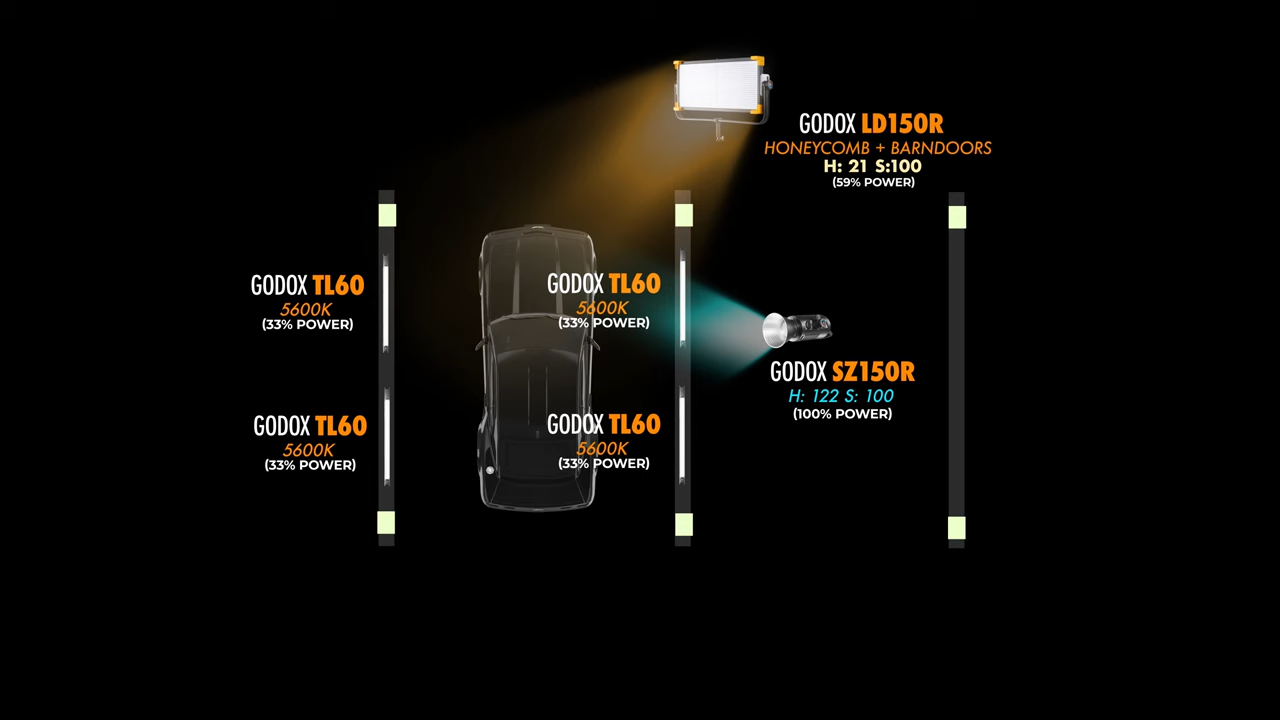 GODOX LD150R
HONEYCOMB + BARNDOORS
H: 21 S:100
(59% POWER)
GODOX TL60
5600K
(33% POWER)
GODOX TL60
5600K
(33% POWER)
GODOX SZ150R
H: 122 S: 100
(100% POWER)
GODOX TL60
5600K
(33% POWER)
GODOX TL60
5600K
(33% POWER)